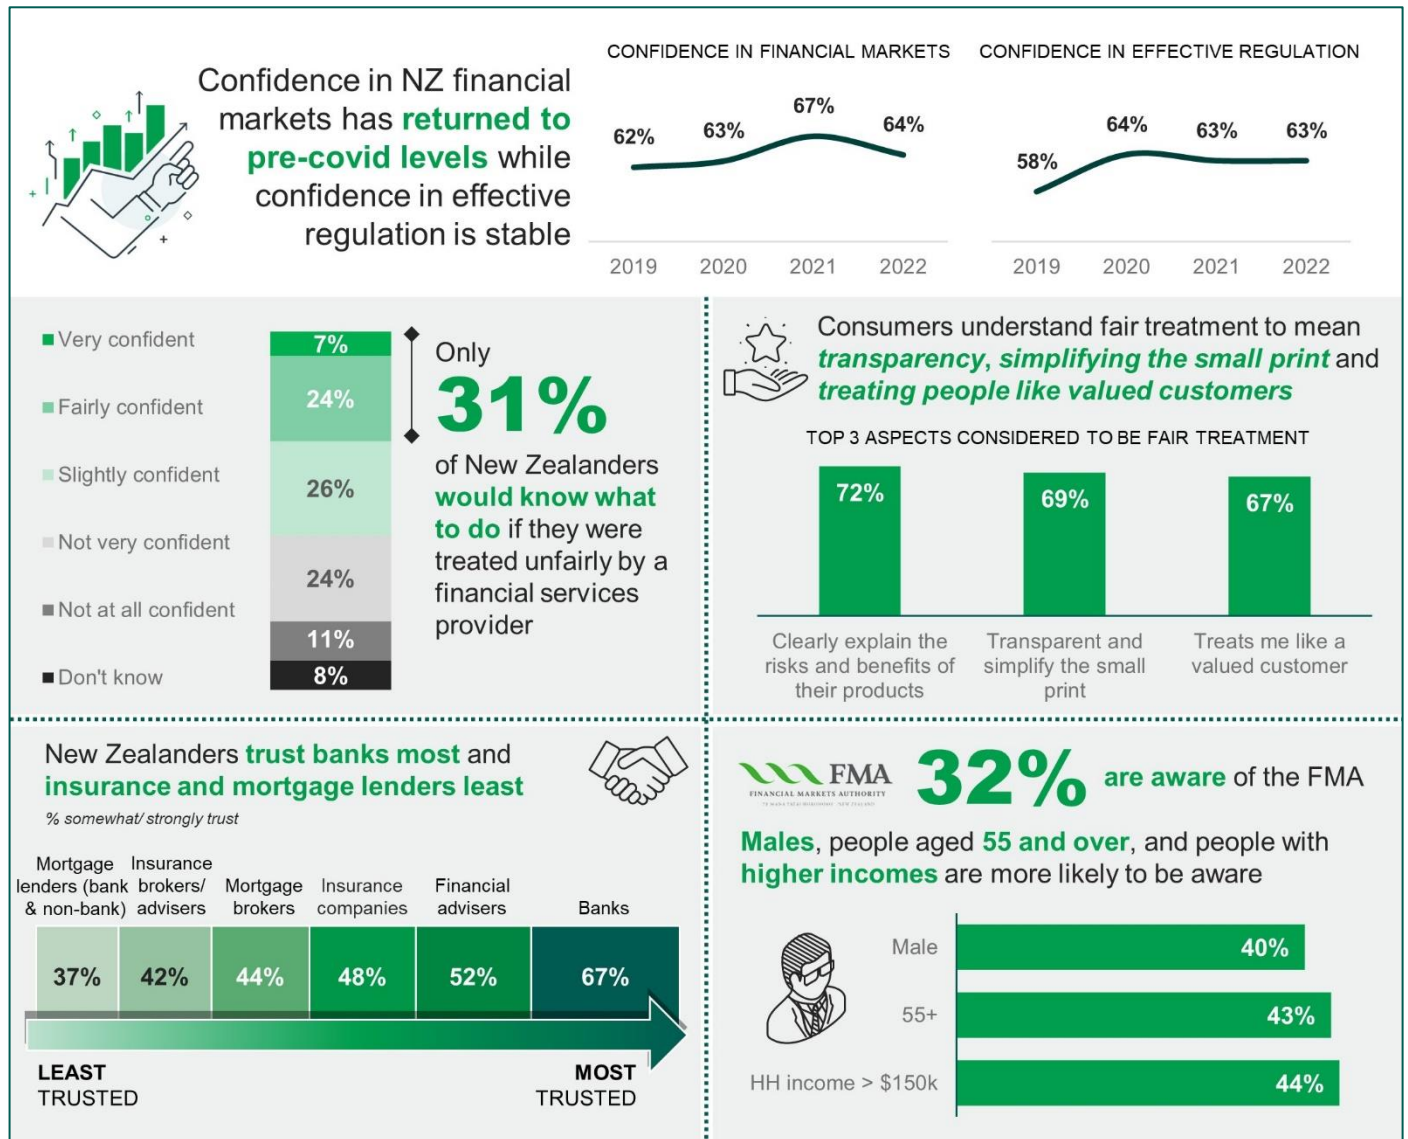 Confidence in NZ financial
markets has returned to
pre-covid levels while
confidence in effective
regulation is stable
CONFIDENCE IN FINANCIAL MARKETS
62%
63%
67%
64%
2019 2020 2021 2022
CONFIDENCE IN EFFECTIVE REGULATION
58%
64%
63%
63%
2019 2020 2021 2022
Very confident
Fairly confident
Slightly confident
Not very confident
Not at all confident
Don't know
7%
24%
26%
24%
11%
8%
Only
31%
of New Zealanders
would know what
to do if they were
treated unfairly by a
financial services
provider
Consumers understand fair treatment to mean
transparency, simplifying the small print and
treating people like valued customers
TOP 3 ASPECTS CONSIDERED TO BE FAIR TREATMENT
72%
69%
67%
Clearly explain the
risks and benefits of
their products
Transparent and
simplify the small
print
Treats me like a
valued customer
New Zealanders trust banks most and
insurance and mortgage lenders least
% somewhat/ strongly trust
Mortgage
lenders (bank
& non-bank)
Insurance
brokers/
advisers
Mortgage
brokers
Insurance
companies
Financial
advisers
Banks
37% 42% 44% 48% 52% 67%
LEAST
TRUSTED
MOST
TRUSTED
FMA
FINANCIAL MARKETS AUTHORITY
32% are aware of the FMA
Males, people aged 55 and over, and people with
higher incomes are more likely to be aware
Male
40%
55+
43%
HH income > $150k
44%